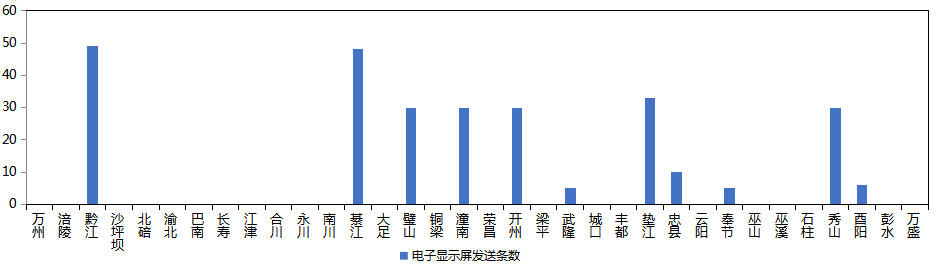 60
50
40
30
20
10
0
万州
涪陵
黔江
沙坪坝
北碚
渝北
巴南
长寿
江津
合川
永川
南川
綦江
大足
璧山
铜梁
潼南
荣昌
开州
梁平
武隆
城口
丰都
垫江
忠县
云阳
奉节
巫山
巫溪
石柱
秀山
酉阳
彭水
万盛
电子显示屏发送条数